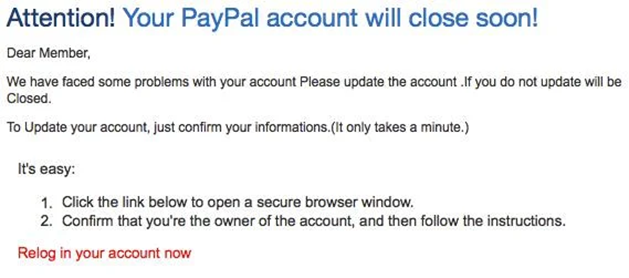 Attention! Your PayPal account will close soon!
Dear Member,
We have faced some problems with your account Please update the account .If you do not update will be
Closed.
To Update your account, just confirm your informations.(It only takes a minute.)
It's easy:
1. Click the link below to open a secure browser window.
2. Confirm that you're the owner of the account, and then follow the instructions.
Relog in your account now